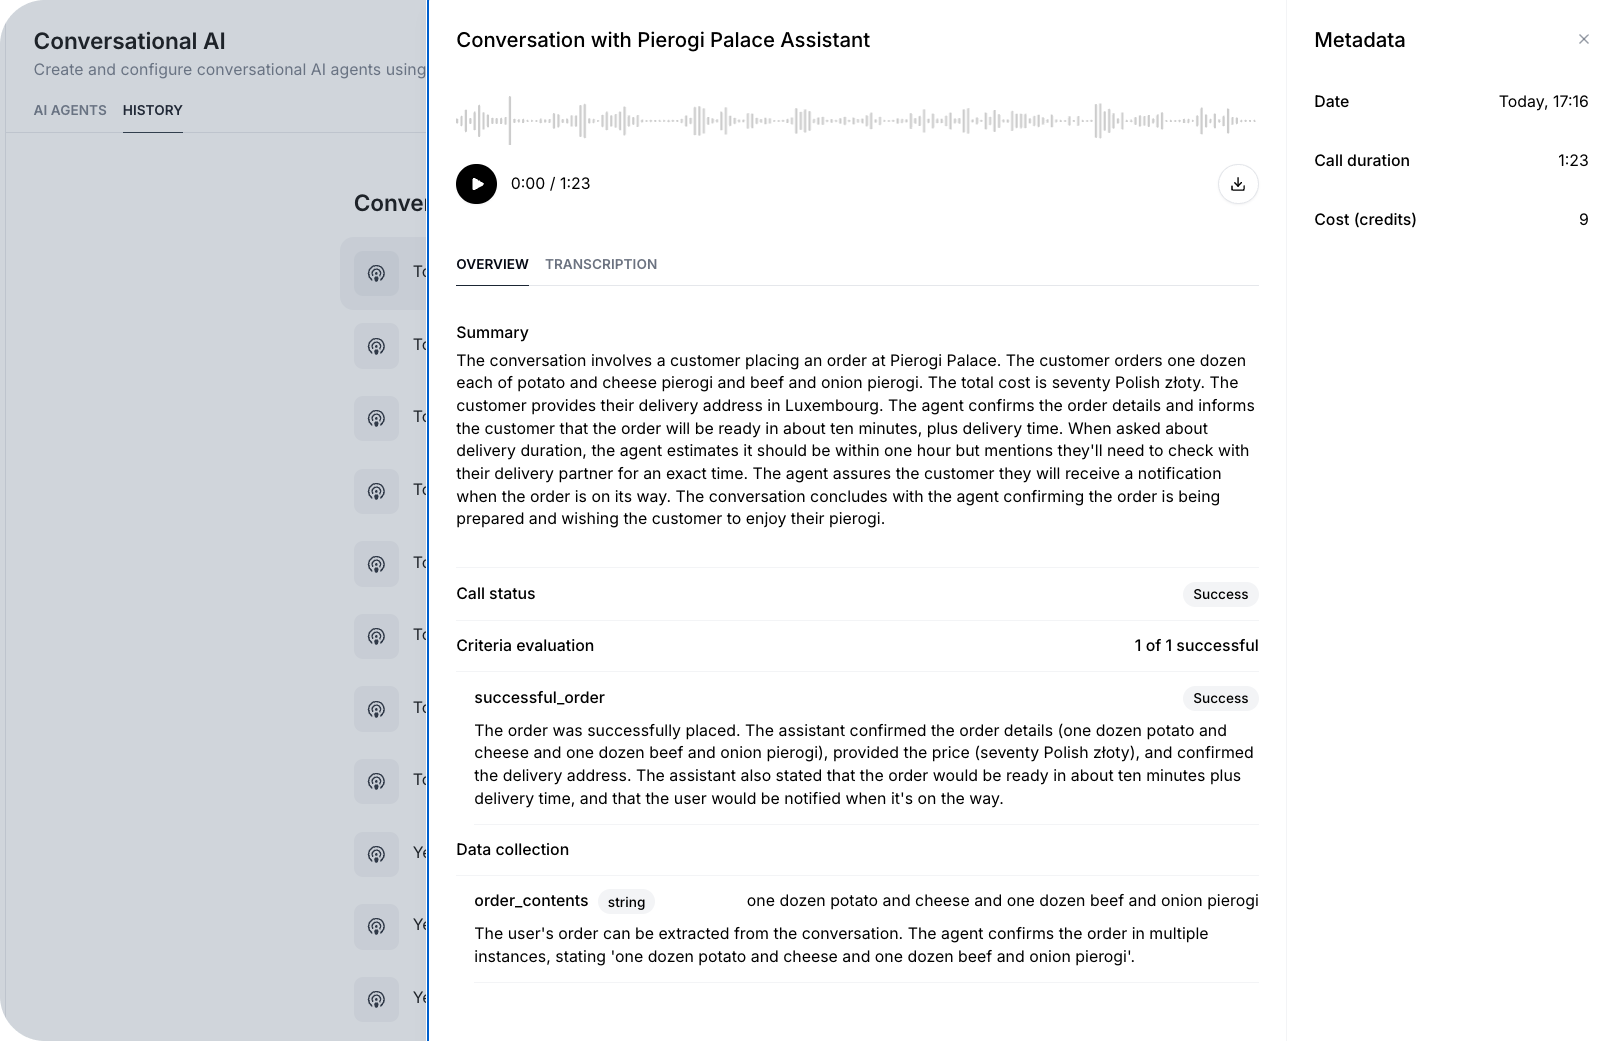 Conversational AI
Create and configure conversational AI agents using
AI AGENTS HISTORY
Conversation with Pierogi Palace Assistant
0:00 / 1:23
OVERVIEW TRANSCRIPTION
Summary
The conversation involves a customer placing an order at Pierogi Palace. The customer orders one dozen
each of potato and cheese pierogi and beef and onion pierogi. The total cost is seventy Polish złoty. The
customer provides their delivery address in Luxembourg. The agent confirms the order details and informs
the customer that the order will be ready in about ten minutes, plus delivery time. When asked about
delivery duration, the agent estimates it should be within one hour but mentions they'll need to check with
their delivery partner for an exact time. The agent assures the customer they will receive a notification
when the order is on its way. The conversation concludes with the agent confirming the order is being
prepared and wishing the customer to enjoy their pierogi.
Call status Success
Criteria evaluation 1 of 1 successful
successful_order Success
The order was successfully placed. The assistant confirmed the order details (one dozen potato and
cheese and one dozen beef and onion pierogi), provided the price (seventy Polish złoty), and confirmed
the delivery address. The assistant also stated that the order would be ready in about ten minutes plus
delivery time, and that the user would be notified when it's on the way.
Data collection
order_contents string one dozen potato and cheese and one dozen beef and onion pierogi
The user's order can be extracted from the conversation. The agent confirms the order in multiple
instances, stating 'one dozen potato and cheese and one dozen beef and onion pierogi'.
Metadata
Date Today, 17:16
Call duration 1:23
Cost (credits) 9